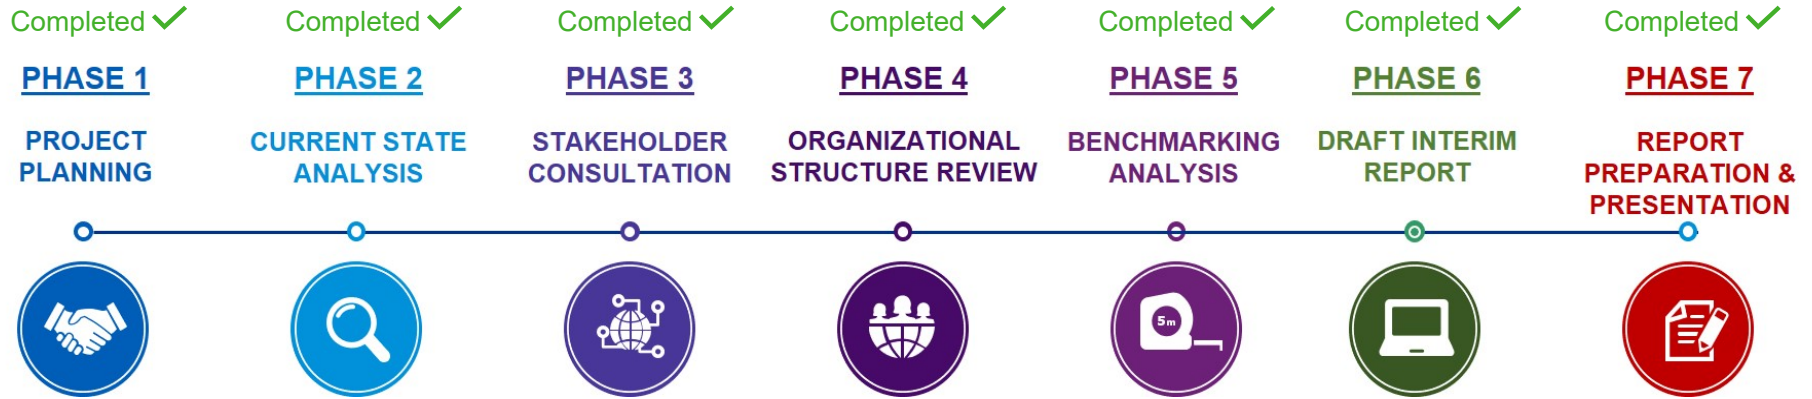 Completed
Completed
Completed
Completed
Completed
Completed
Completed
PHASE 1
PHASE 2
PHASE 3
PHASE 4
PHASE 5
PHASE 6
PHASE 7
PROJECT
PLANNING
CURRENT STATE
ANALYSIS
STAKEHOLDER
CONSULTATION
ORGANIZATIONAL
STRUCTURE REVIEW
BENCHMARKING
ANALYSIS
DRAFT INTERIM
REPORT
REPORT
PREPARATION &
PRESENTATION
5m